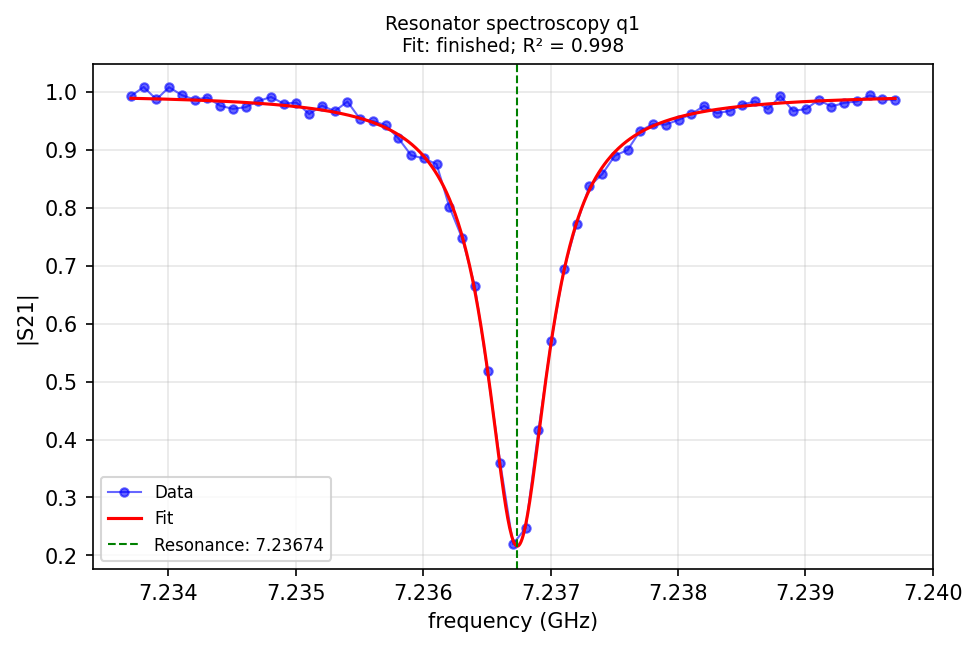 Resonator spectroscopy q1
Fit: finished; R² = 0.998
|S21|
1.0
0.9
0.8
0.7
0.6
0.5
0.4
0.3
0.2
Data
Fit
Resonance: 7.23674
7.234
7.235
7.236
7.237
7.238
7.239
7.240
frequency (GHz)